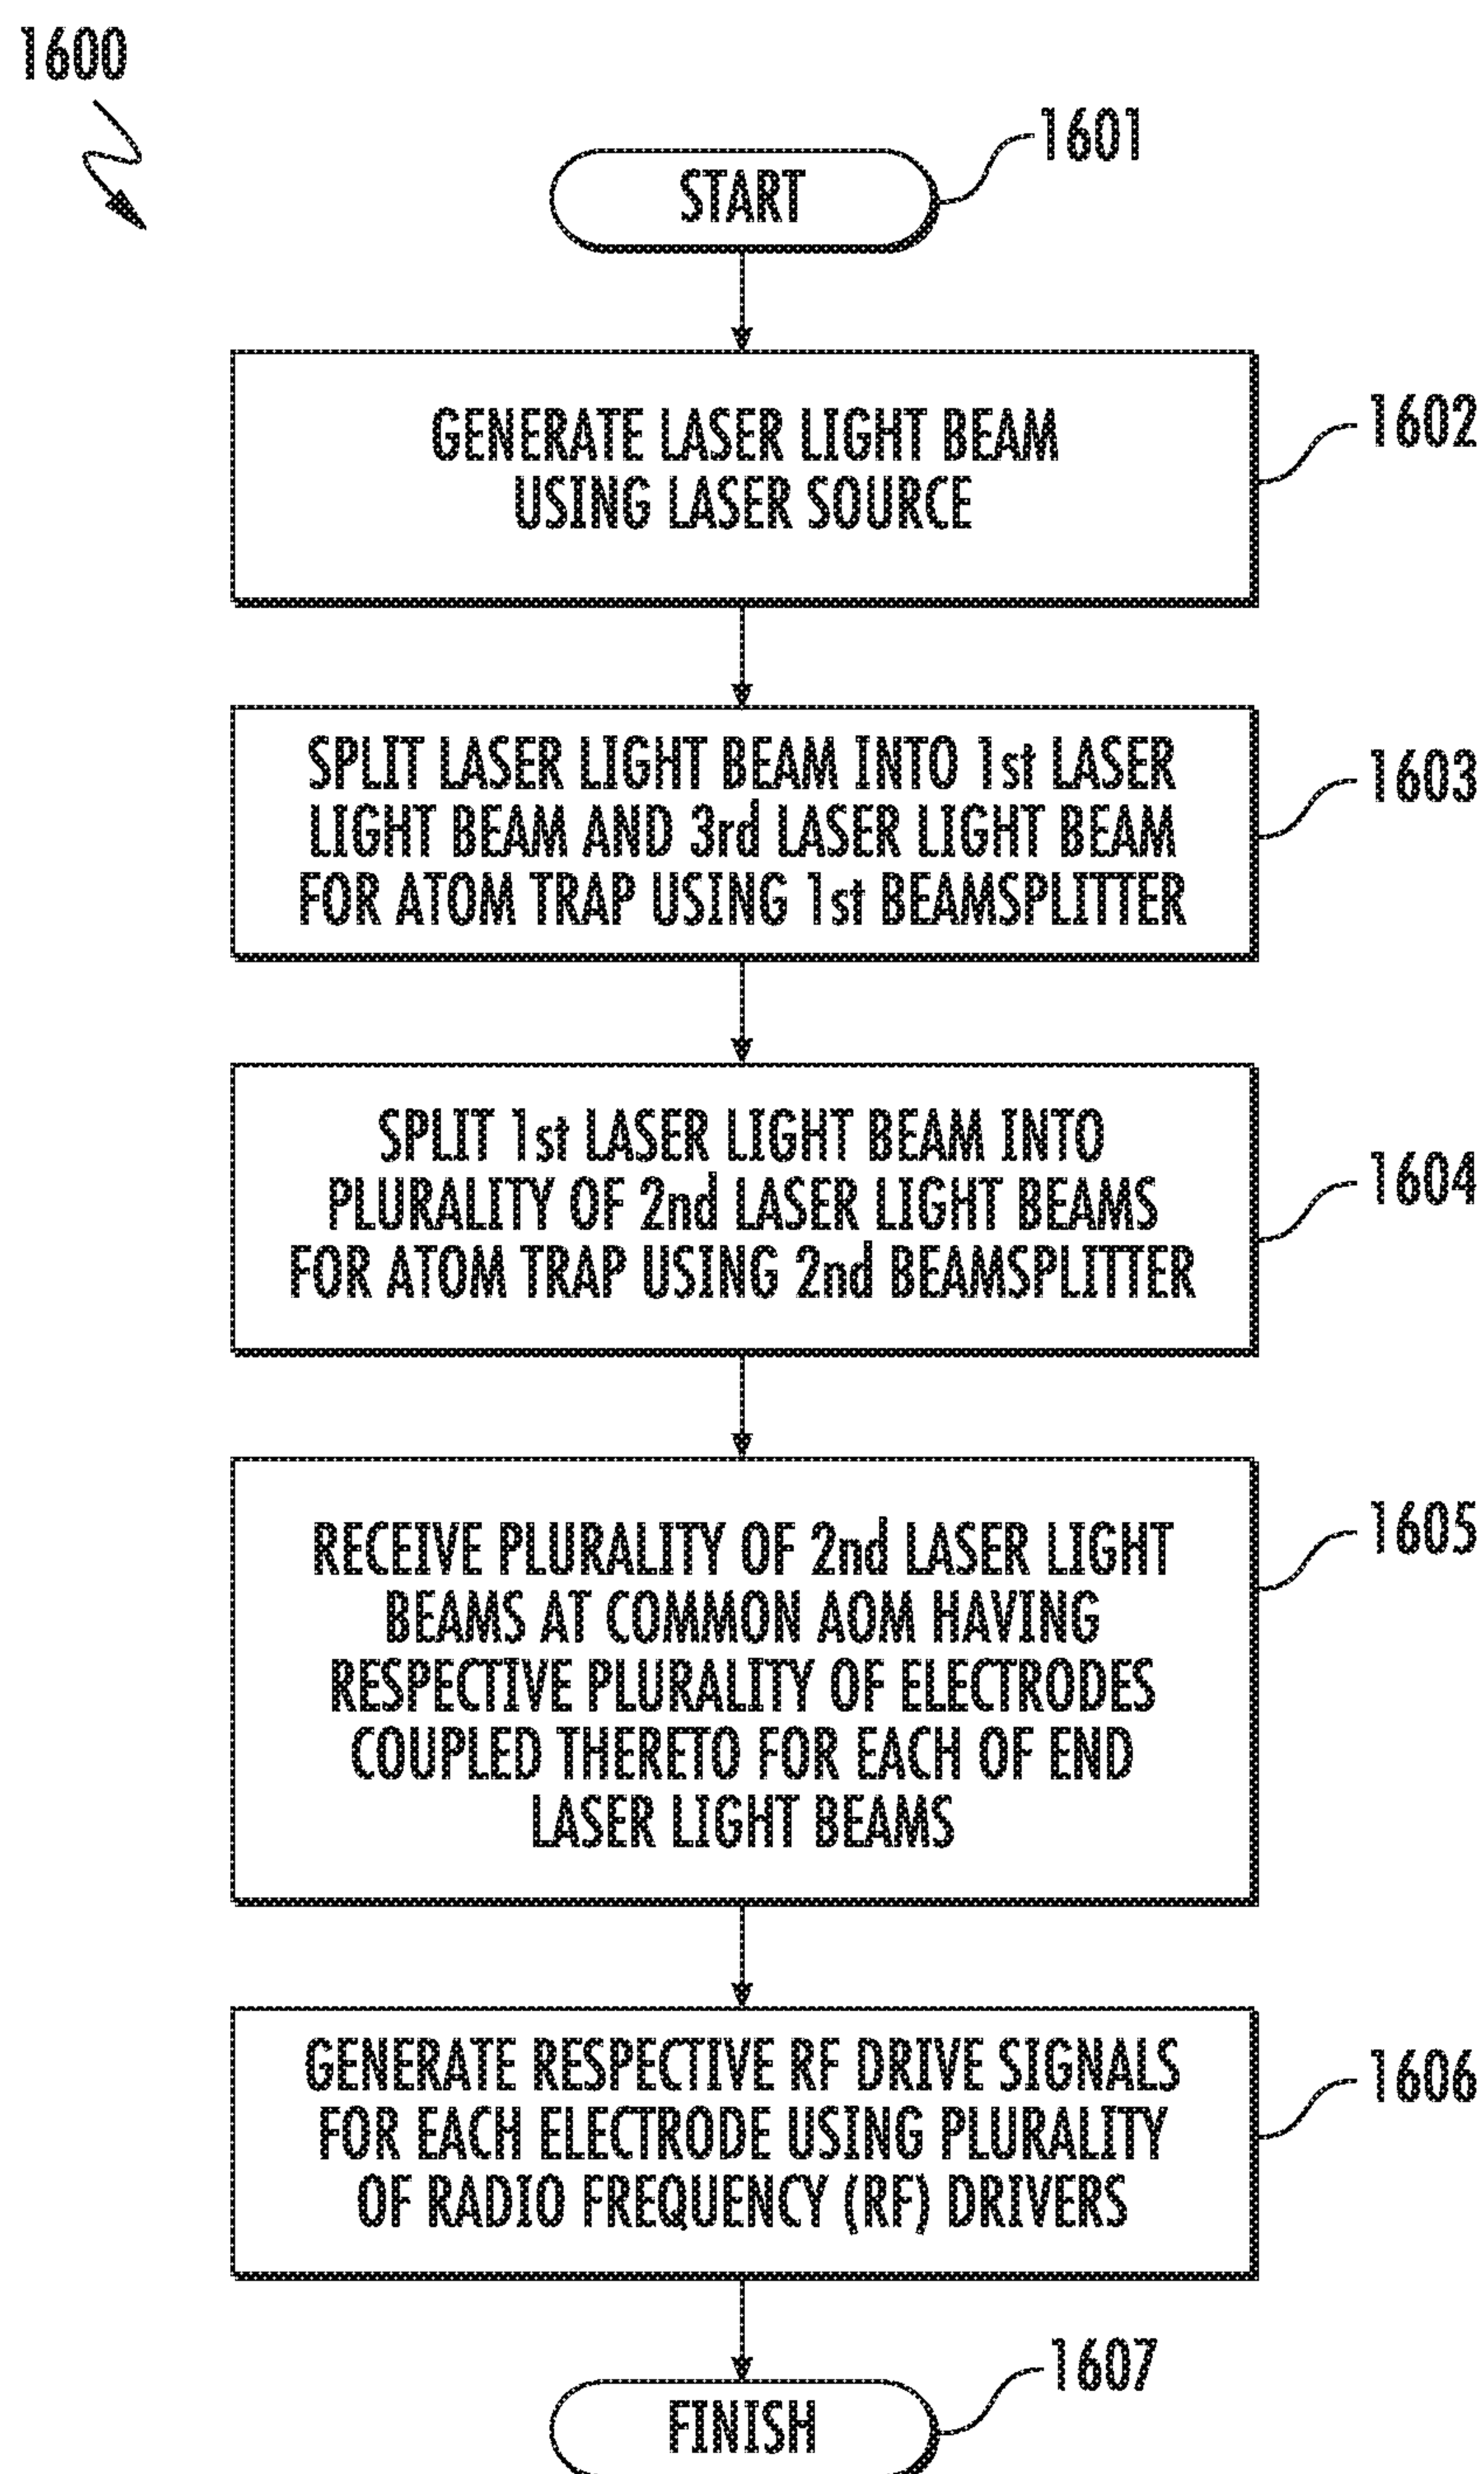 1600
1601
START
1602
GENERATE LASER LIGHT BEAM
USING LASER SOURCE
1603
SPLIT LASER LIGHT BEAM INTO 1st LASER
LIGHT BEAM AND 3rd LASER LIGHT BEAM
FOR ATOM TRAP USING 1st BEAMSPLITTER
1604
SPLIT 1st LASER LIGHT BEAM INTO
PLURALITY OF 2nd LASER LIGHT BEAMS
FOR ATOM TRAP USING 2nd BEAMSPLITTER
1605
RECEIVE PLURALITY OF 2nd LASER LIGHT
BEAMS AT COMMON AOM HAVING
RESPECTIVE PLURALITY OF ELECTRODES
COUPLED THERETO FOR EACH OF END
LASER LIGHT BEAMS
1606
GENERATE RESPECTIVE RF DRIVE SIGNALS
FOR EACH ELECTRODE USING PLURALITY
OF RADIO FREQUENCY (RF) DRIVERS
1607
FINISH